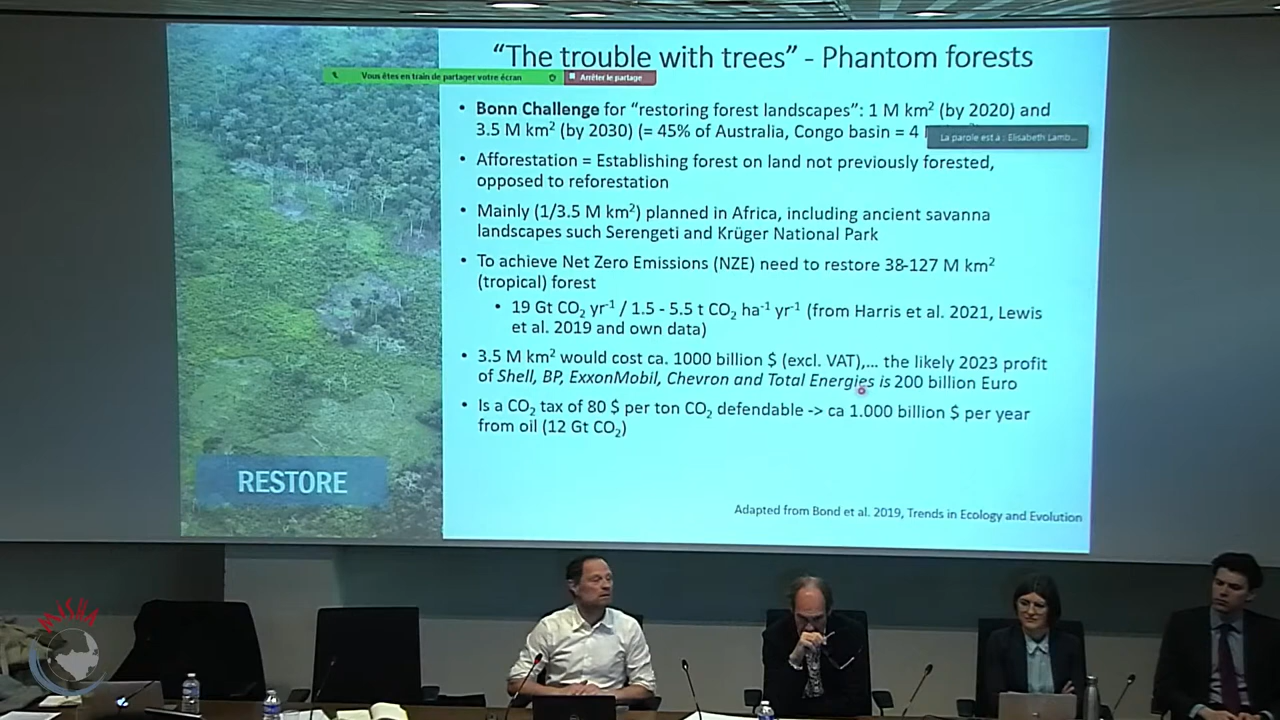 "The trouble with trees" - Phantom forests
Vous êtes en train de partager votre écran
Arrêter le partage
• Bonn Challenge for "restoring forest landscapes": 1 M km² (by 2020) and
3.5 M km² (by 2030) (= 45% of Australia, Congo basin = 4
La parole est à : Elisabeth Lamb...
• Afforestation = Establishing forest on land not previously forested,
opposed to reforestation
• Mainly (1/3.5 M km²) planned in Africa, including ancient savanna
landscapes such Serengeti and Krüger National Park
• To achieve Net Zero Emissions (NZE) need to restore 38-127 M km²
(tropical) forest
• 19 Gt CO₂ yr⁻¹ / 1.5 - 5.5 t CO₂ ha⁻¹ yr⁻¹ (from Harris et al. 2021, Lewis
et al. 2019 and own data)
• 3.5 M km² would cost ca. 1000 billion $ (excl. VAT),... the likely 2023 profit
of Shell, BP, ExxonMobil, Chevron and Total Energies is 200 billion Euro
• Is a CO₂ tax of 80 $ per ton CO₂ defendable -> ca 1.000 billion $ per year
from oil (12 Gt CO₂)
RESTORE
Adapted from Bond et al. 2019, Trends in Ecology and Evolution
MISHA